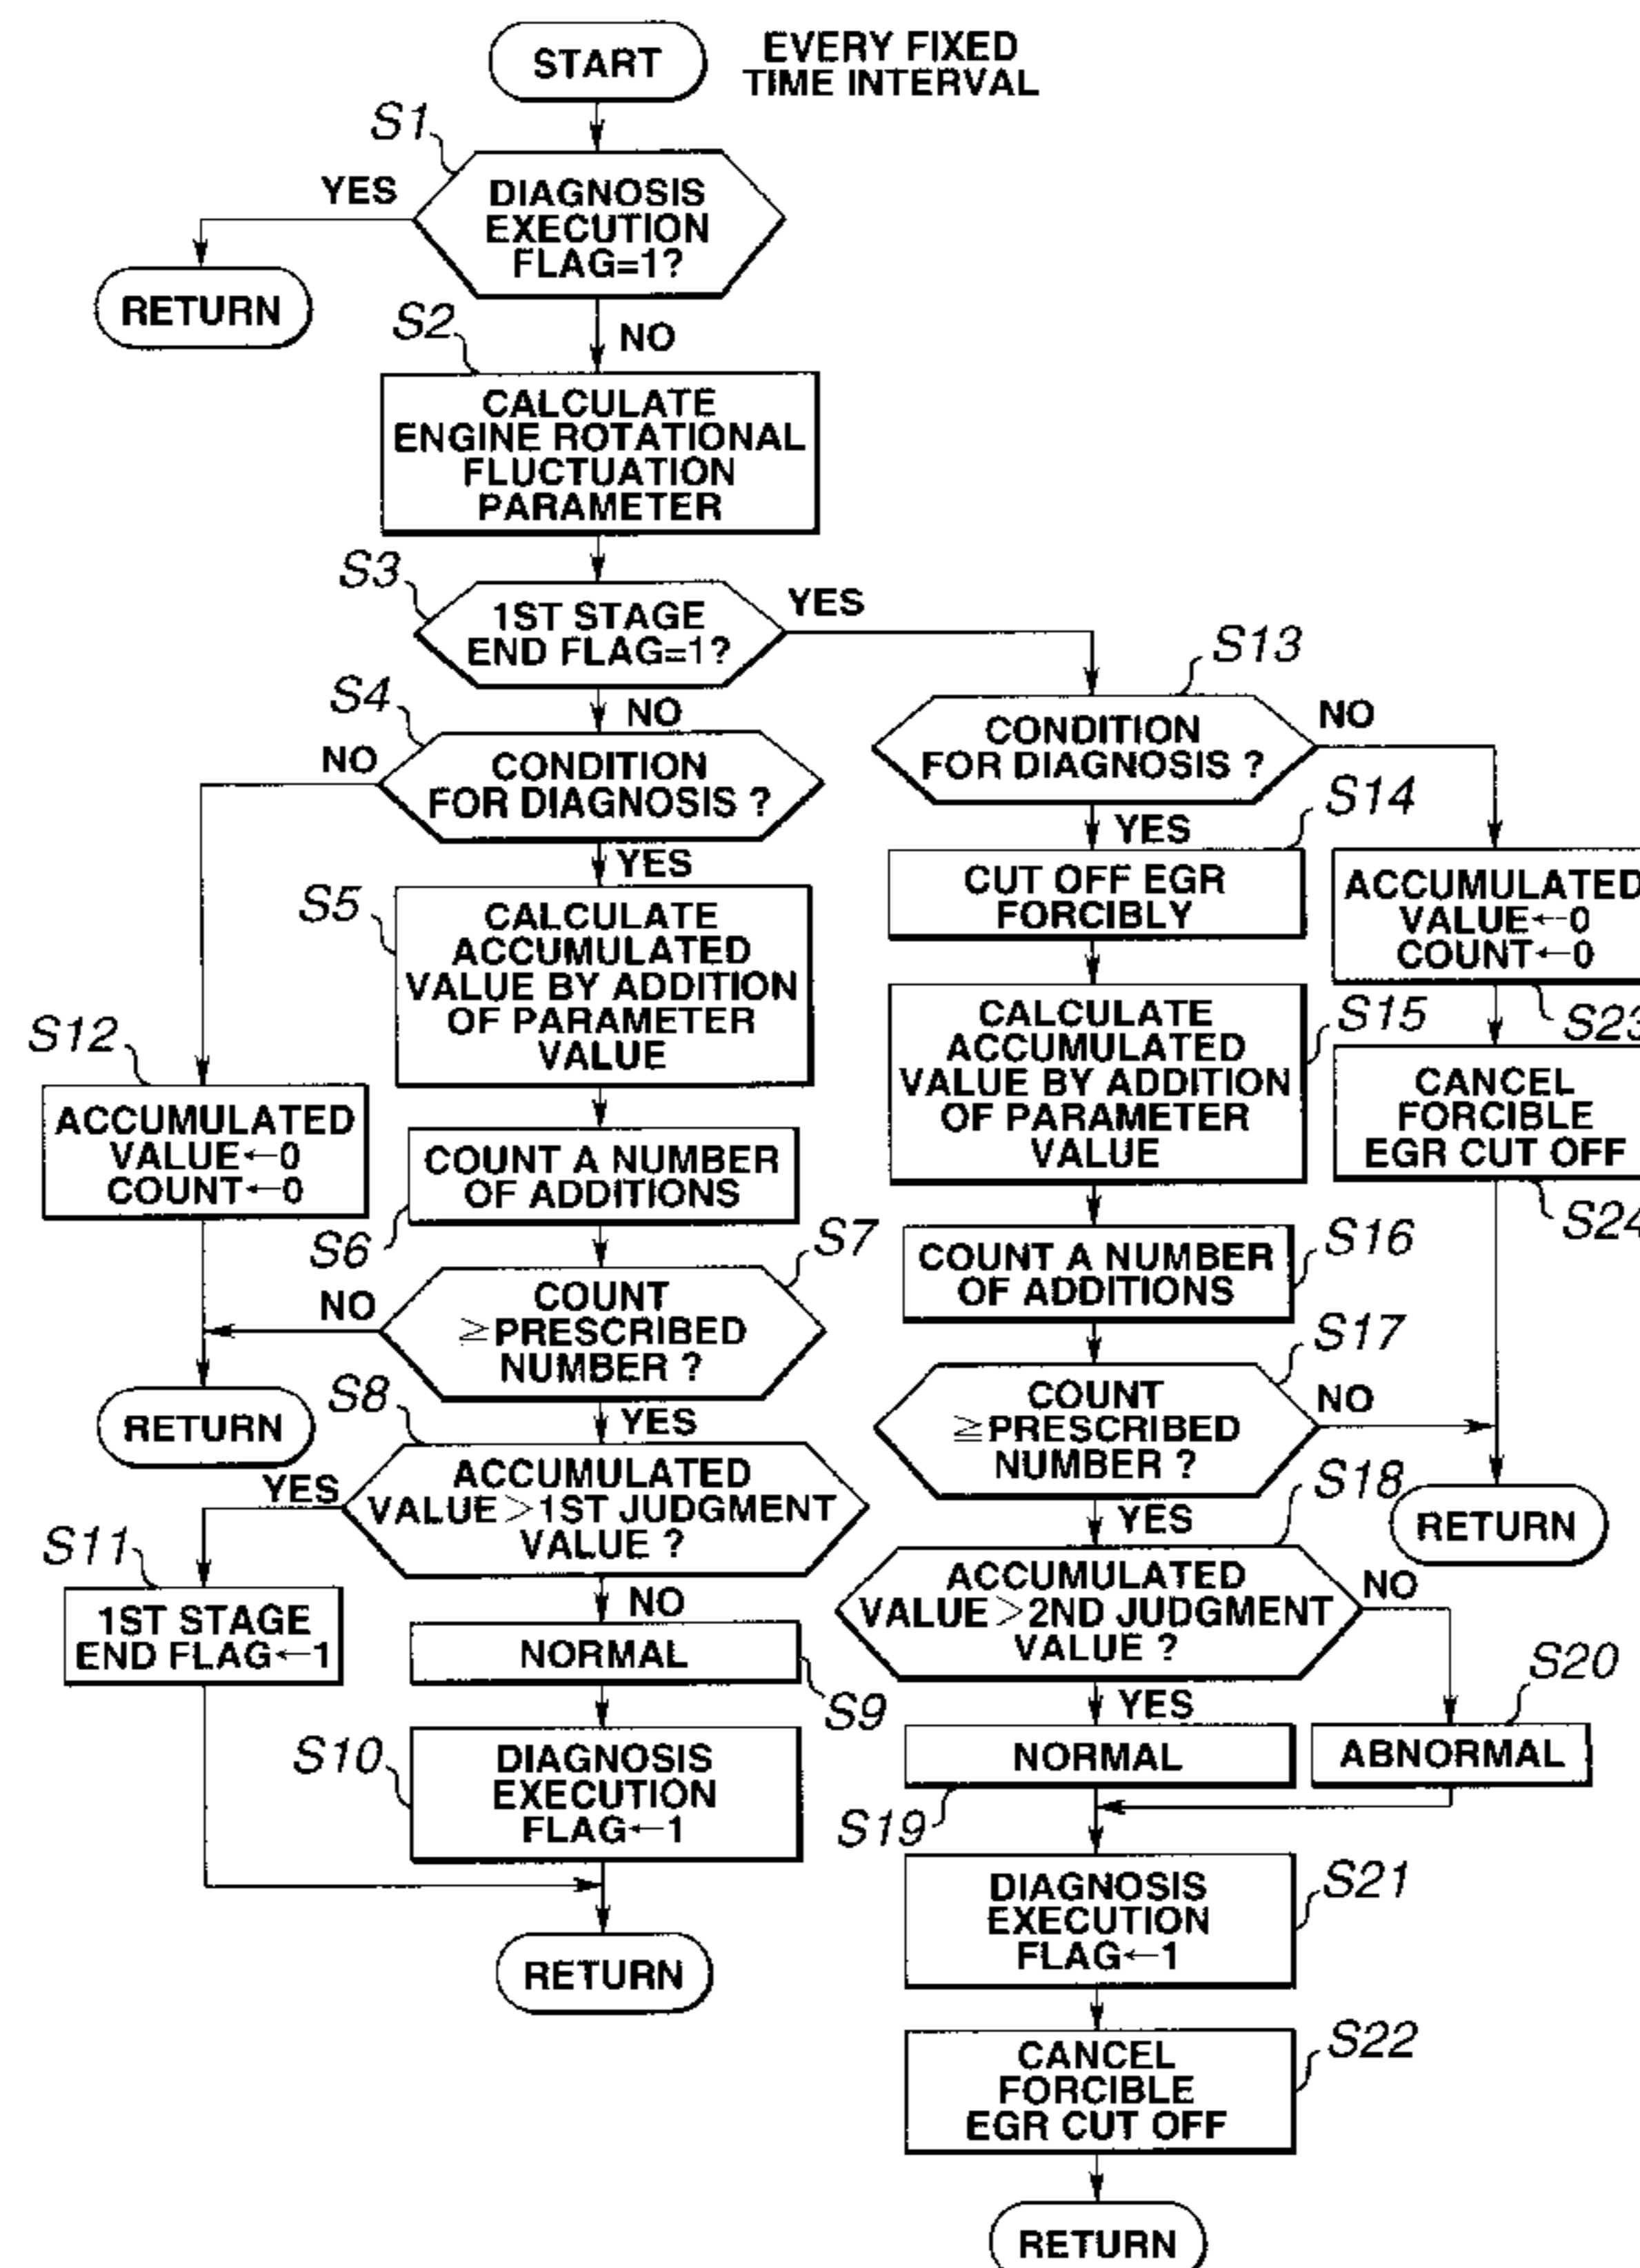 START
EVERY FIXED
TIME INTERVAL
S1
YES
DIAGNOSIS
EXECUTION
FLAG=1?
RETURN
S2
NO
CALCULATE
ENGINE ROTATIONAL
FLUCTUATION
PARAMETER
S3
1ST STAGE
END FLAG=1?
YES
S4
NO
NO
CONDITION
FOR DIAGNOSIS ?
YES
S5
CALCULATE
ACCUMULATED
VALUE BY ADDITION
OF PARAMETER
VALUE
S12
ACCUMULATED
VALUE←0
COUNT←0
COUNT A NUMBER
OF ADDITIONS
S6
S7
NO
COUNT
≧PRESCRIBED
NUMBER ?
RETURN
S8
YES
YES
ACCUMULATED
VALUE>1ST JUDGMENT
VALUE ?
S11
1ST STAGE
END FLAG←1
NO
NORMAL
S9
S10
DIAGNOSIS
EXECUTION
FLAG←1
RETURN
S13
CONDITION
FOR DIAGNOSIS ?
NO
S14
YES
CUT OFF EGR
FORCIBLY
ACCUMULATED
VALUE←0
COUNT←0
S23
S15
CALCULATE
ACCUMULATED
VALUE BY ADDITION
OF PARAMETER
VALUE
CANCEL
FORCIBLE
EGR CUT OFF
S24
S16
COUNT A NUMBER
OF ADDITIONS
S17
COUNT
≧PRESCRIBED
NUMBER ?
NO
S18
RETURN
YES
ACCUMULATED
VALUE>2ND JUDGMENT
VALUE ?
NO
S20
YES
NORMAL
ABNORMAL
S19
S21
DIAGNOSIS
EXECUTION
FLAG←1
S22
CANCEL
FORCIBLE
EGR CUT OFF
RETURN